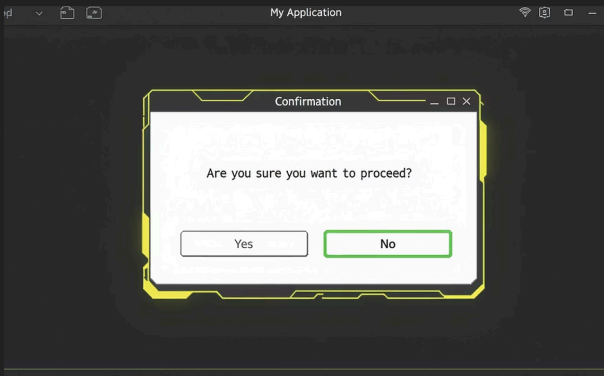 My Application
Confirmation
Are you sure you want to proceed?
Yes
No